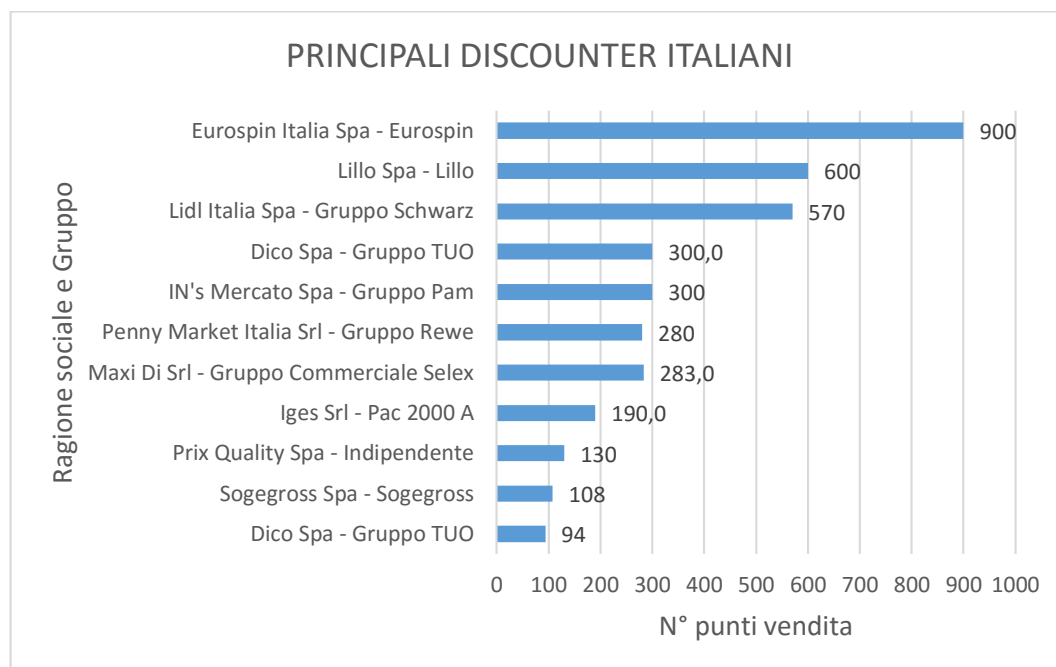 PRINCIPALI DISCOUNTER ITALIANI
Ragione sociale e Gruppo
Eurospin Italia Spa - Eurospin 900
Lillo Spa - Lillo 600
Lidl Italia Spa - Gruppo Schwarz 570
Dico Spa - Gruppo TUO 300,0
IN's Mercato Spa - Gruppo Pam 300
Penny Market Italia Srl - Gruppo Rewe 280
Maxi Di Srl - Gruppo Commerciale Selex 283,0
Iges Srl - Pac 2000 A 190,0
Prix Quality Spa - Indipendente 130
Sogegross Spa - Sogegross 108
Dico Spa - Gruppo TUO 94
0 100 200 300 400 500 600 700 800 900 1000
N° punti vendita